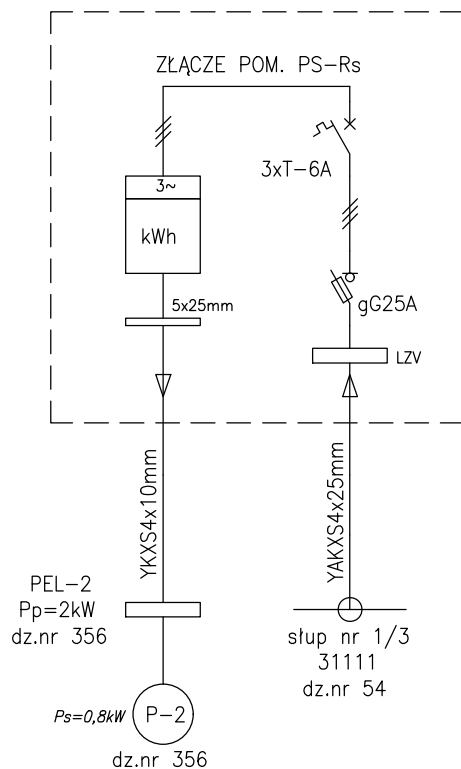 ZŁĄCZE POM. PS-Rs
3~
kWh
3xT-6A
5x25mm
gG25A
LZV
YKXS4x10mm
YAKXS4x25mm
PEL-2
Pp=2kW
dz.nr 356
słup nr 1/3
31111
dz.nr 54
Ps=0,8kW
P-2
dz.nr 356